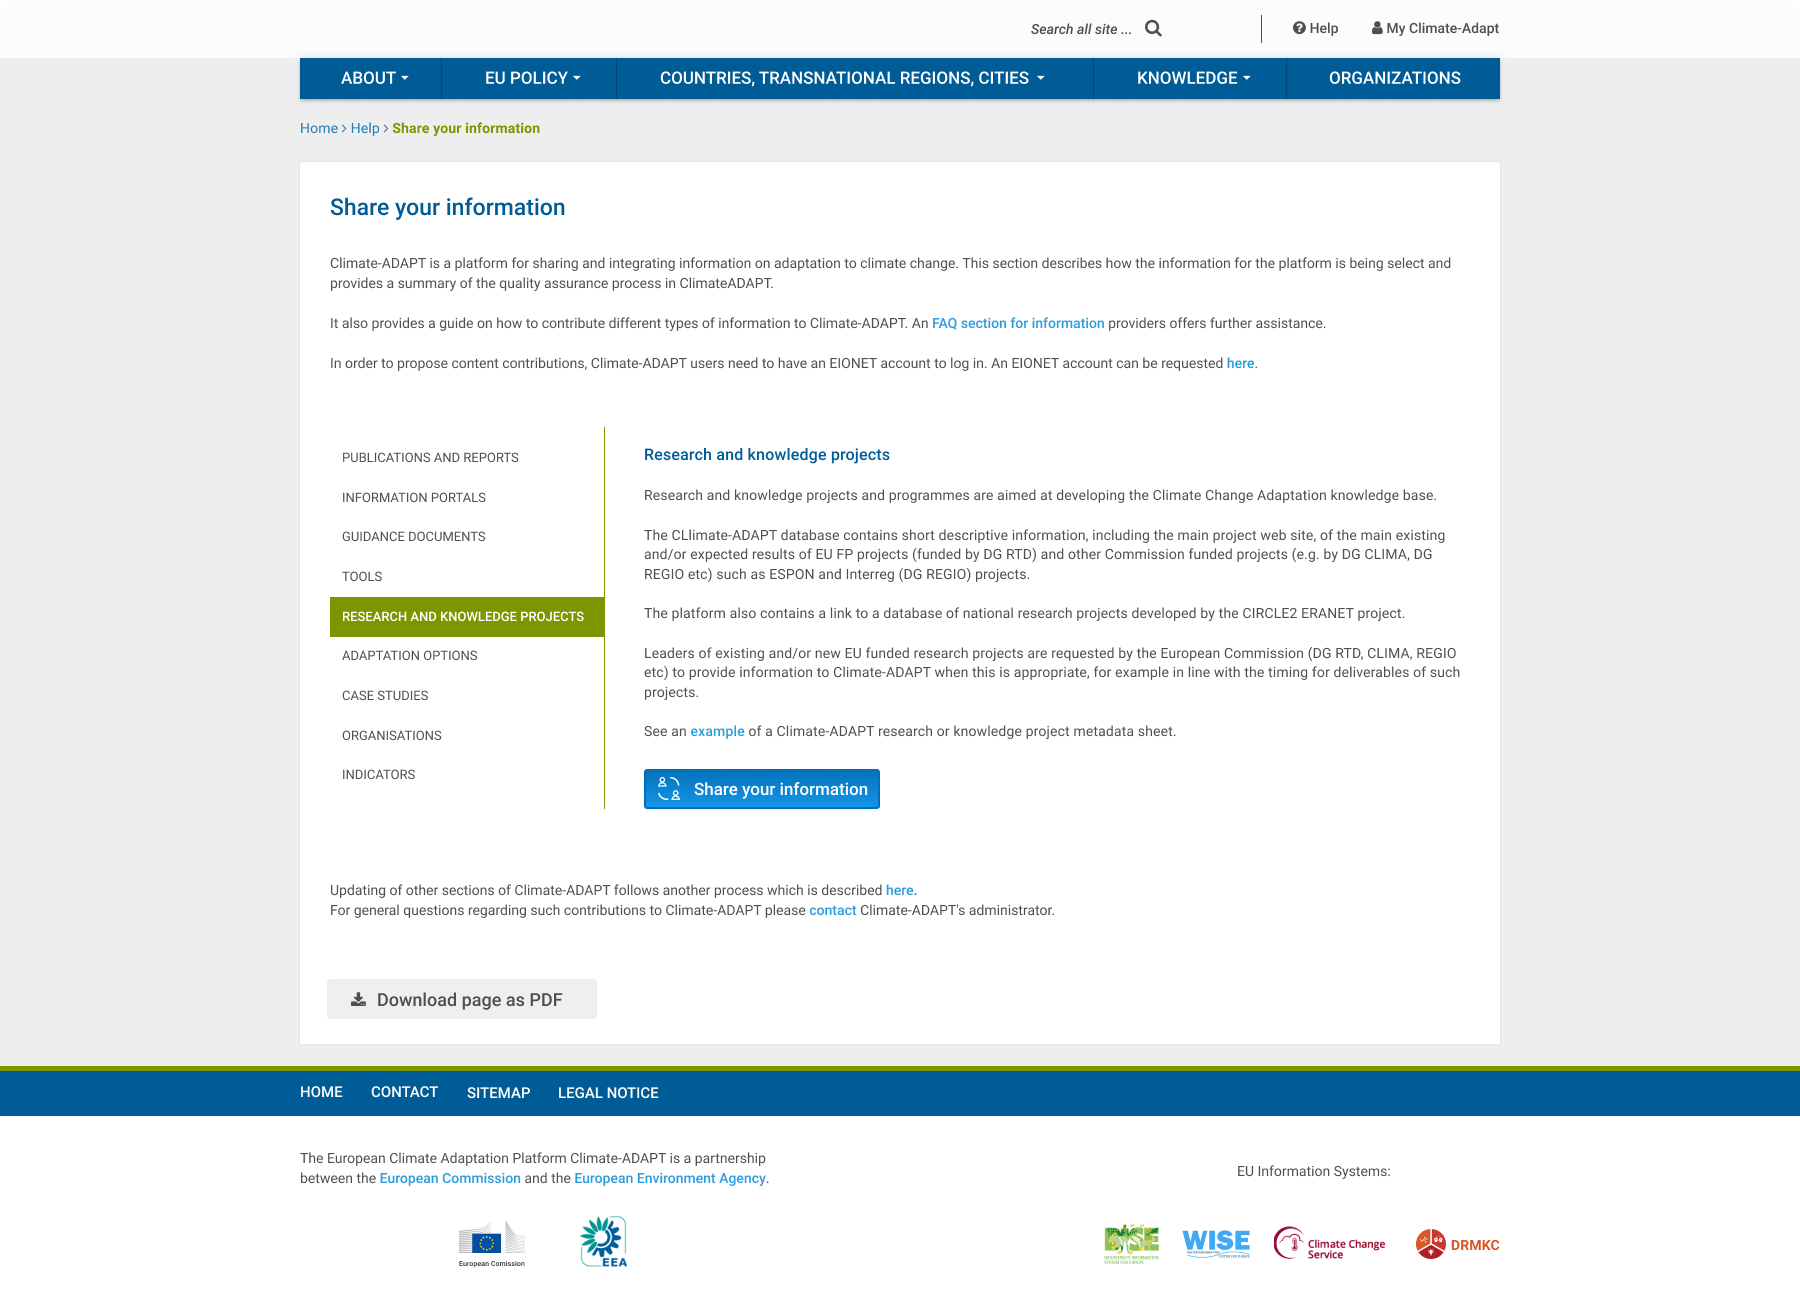 Search all site ...
Help
My Climate-Adapt
ABOUT
EU POLICY
COUNTRIES, TRANSNATIONAL REGIONS, CITIES
KNOWLEDGE
ORGANIZATIONS
Home > Help > Share your information
Share your information
Climate-ADAPT is a platform for sharing and integrating information on adaptation to climate change. This section describes how the information for the platform is being select and
provides a summary of the quality assurance process in ClimateADAPT.
It also provides a guide on how to contribute different types of information to Climate-ADAPT. An FAQ section for information providers offers further assistance.
In order to propose content contributions, Climate-ADAPT users need to have an EIONET account to log in. An EIONET account can be requested here.
PUBLICATIONS AND REPORTS
INFORMATION PORTALS
GUIDANCE DOCUMENTS
TOOLS
RESEARCH AND KNOWLEDGE PROJECTS
ADAPTATION OPTIONS
CASE STUDIES
ORGANISATIONS
INDICATORS
Research and knowledge projects
Research and knowledge projects and programmes are aimed at developing the Climate Change Adaptation knowledge base.
The CLlimate-ADAPT database contains short descriptive information, including the main project web site, of the main existing
and/or expected results of EU FP projects (funded by DG RTD) and other Commission funded projects (e.g. by DG CLIMA, DG
REGIO etc) such as ESPON and Interreg (DG REGIO) projects.
The platform also contains a link to a database of national research projects developed by the CIRCLE2 ERANET project.
Leaders of existing and/or new EU funded research projects are requested by the European Commission (DG RTD, CLIMA, REGIO
etc) to provide information to Climate-ADAPT when this is appropriate, for example in line with the timing for deliverables of such
projects.
See an example of a Climate-ADAPT research or knowledge project metadata sheet.
Share your information
Updating of other sections of Climate-ADAPT follows another process which is described here.
For general questions regarding such contributions to Climate-ADAPT please contact Climate-ADAPT's administrator.
Download page as PDF
HOME
CONTACT
SITEMAP
LEGAL NOTICE
The European Climate Adaptation Platform Climate-ADAPT is a partnership
between the European Commission and the European Environment Agency.
EU Information Systems:
European Comission
EEA
BISE
BIODIVERSITY INFORMATION
SYSTEM FOR EUROPE
WISE
Climate Change
Service
DRMKC